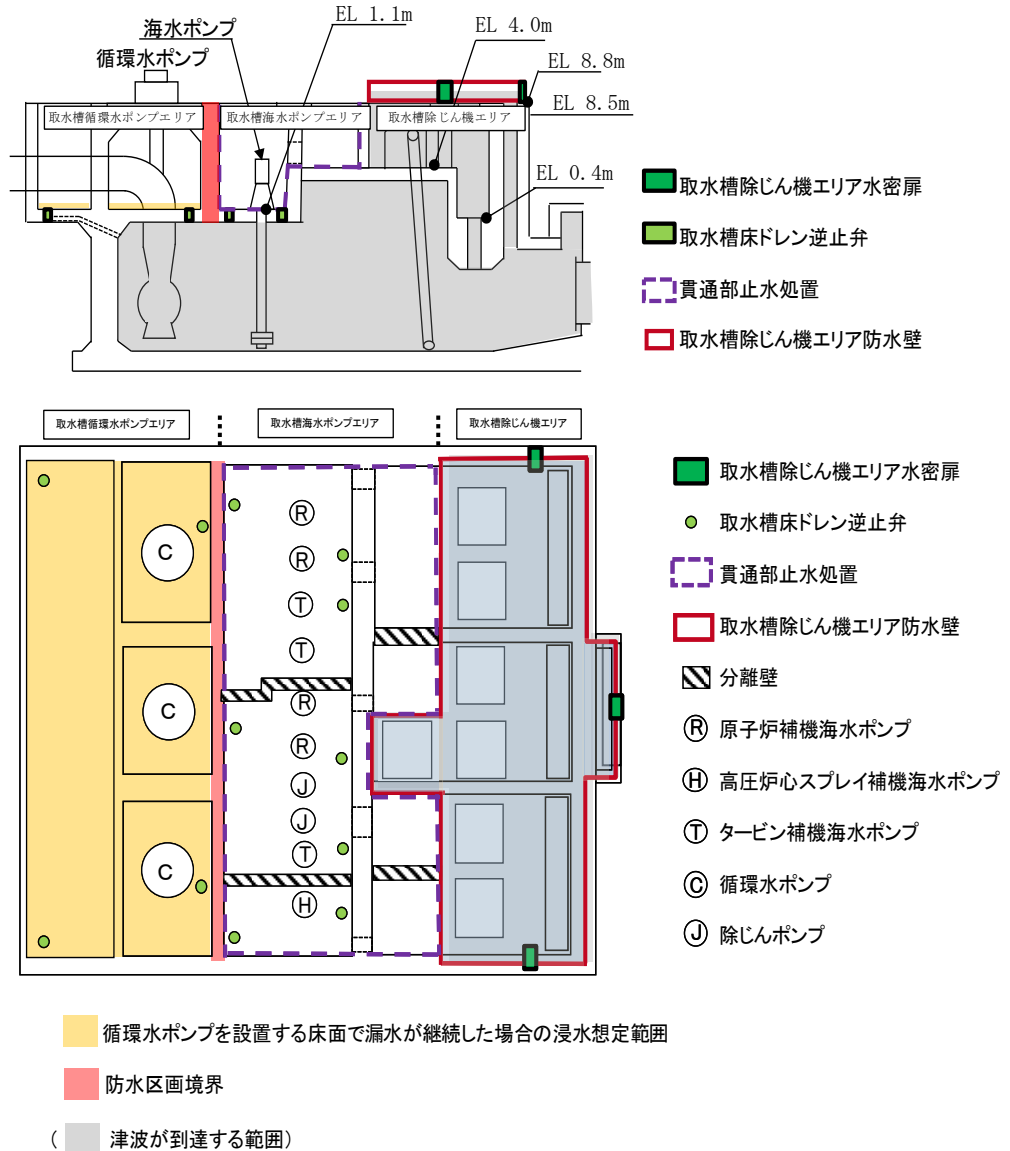 EL 1.1m
海水ポンプ
EL 4.0m
循環水ポンプ
EL 8.8m
EL 8.5m
取水槽循環水ポンプエリア
取水槽海水ポンプエリア
取水槽除じん機エリア
EL 0.4m
取水槽除じん機エリア水密扉
取水槽床ドレン逆止弁
貫通部止水処置
取水槽除じん機エリア防水壁
取水槽循環水ポンプエリア
取水槽海水ポンプエリア
取水槽除じん機エリア
C
C
C
R
R
T
T
R
R
J
J
T
H
取水槽除じん機エリア水密扉
取水槽床ドレン逆止弁
貫通部止水処置
取水槽除じん機エリア防水壁
分離壁
R 原子炉補機海水ポンプ
H 高圧炉心スプレイ補機海水ポンプ
T タービン補機海水ポンプ
C 循環水ポンプ
J 除じんポンプ
循環水ポンプを設置する床面で漏水が継続した場合の浸水想定範囲
防水区画境界
( 津波が到達する範囲)